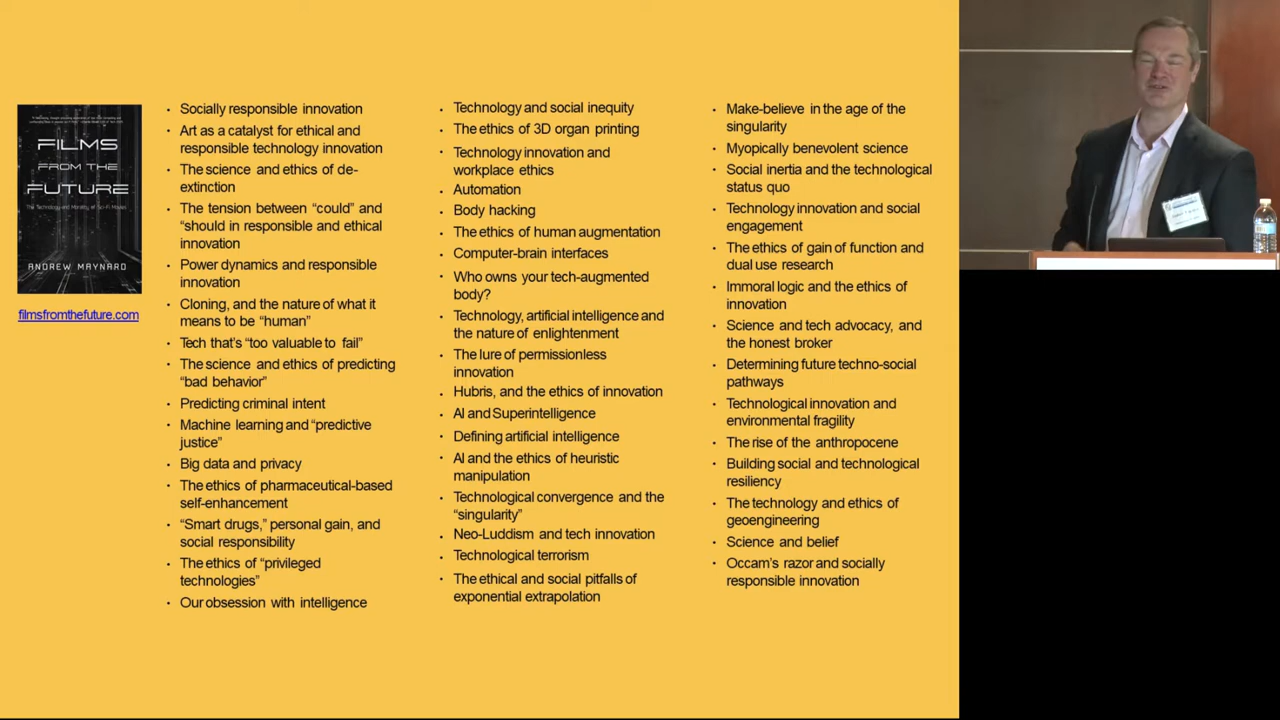 FILMS
FROM THE
FUTURE
The Technology and Morality of Sci-Fi Movies
ANDREW MAYNARD
filmsfromthefuture.com
• Socially responsible innovation
• Art as a catalyst for ethical and
responsible technology innovation
• The science and ethics of de-
extinction
• The tension between “could” and
“should in responsible and ethical
innovation
• Power dynamics and responsible
innovation
• Cloning, and the nature of what it
means to be “human”
• Tech that’s “too valuable to fail”
• The science and ethics of predicting
“bad behavior”
• Predicting criminal intent
• Machine learning and “predictive
justice”
• Big data and privacy
• The ethics of pharmaceutical-based
self-enhancement
• “Smart drugs,” personal gain, and
social responsibility
• The ethics of “privileged
technologies”
• Our obsession with intelligence
• Technology and social inequity
• The ethics of 3D organ printing
• Technology innovation and
workplace ethics
• Automation
• Body hacking
• The ethics of human augmentation
• Computer-brain interfaces
• Who owns your tech-augmented
body?
• Technology, artificial intelligence and
the nature of enlightenment
• The lure of permissionless
innovation
• Hubris, and the ethics of innovation
• AI and Superintelligence
• Defining artificial intelligence
• AI and the ethics of heuristic
manipulation
• Technological convergence and the
“singularity”
• Neo-Luddism and tech innovation
• Technological terrorism
• The ethical and social pitfalls of
exponential extrapolation
• Make-believe in the age of the
singularity
• Myopically benevolent science
• Social inertia and the technological
status quo
• Technology innovation and social
engagement
• The ethics of gain of function and
dual use research
• Immoral logic and the ethics of
innovation
• Science and tech advocacy, and
the honest broker
• Determining future techno-social
pathways
• Technological innovation and
environmental fragility
• The rise of the anthropocene
• Building social and technological
resiliency
• The technology and ethics of
geoengineering
• Science and belief
• Occam’s razor and socially
responsible innovation